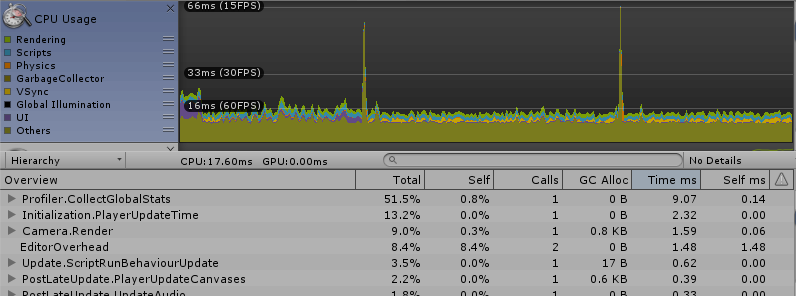 CPU Usage
Rendering
Scripts
Physics
GarbageCollector
VSync
Global Illumination
UI
Others
66ms (15FPS)
33ms (30FPS)
16ms (60FPS)
Hierarchy CPU:17.60ms GPU:0.00ms No Details
Overview Total Self Calls GC Alloc Time ms Self ms
Profiler.CollectGlobalStats 51.5% 0.8% 1 0 B 9.07 0.14
Initialization.PlayerUpdateTime 13.2% 0.0% 1 0 B 2.32 0.00
Camera.Render 9.0% 0.3% 1 0.8 KB 1.59 0.06
EditorOverhead 8.4% 8.4% 2 0 B 1.48 1.48
Update.ScriptRunBehaviourUpdate 3.5% 0.0% 1 17 B 0.62 0.00
PostLateUpdate.PlayerUpdateCanvases 2.2% 0.0% 1 0.6 KB 0.39 0.00
PostLateUpdate.UpdateAudio 1.8% 0.0% 1 0 B 0.33 0.00